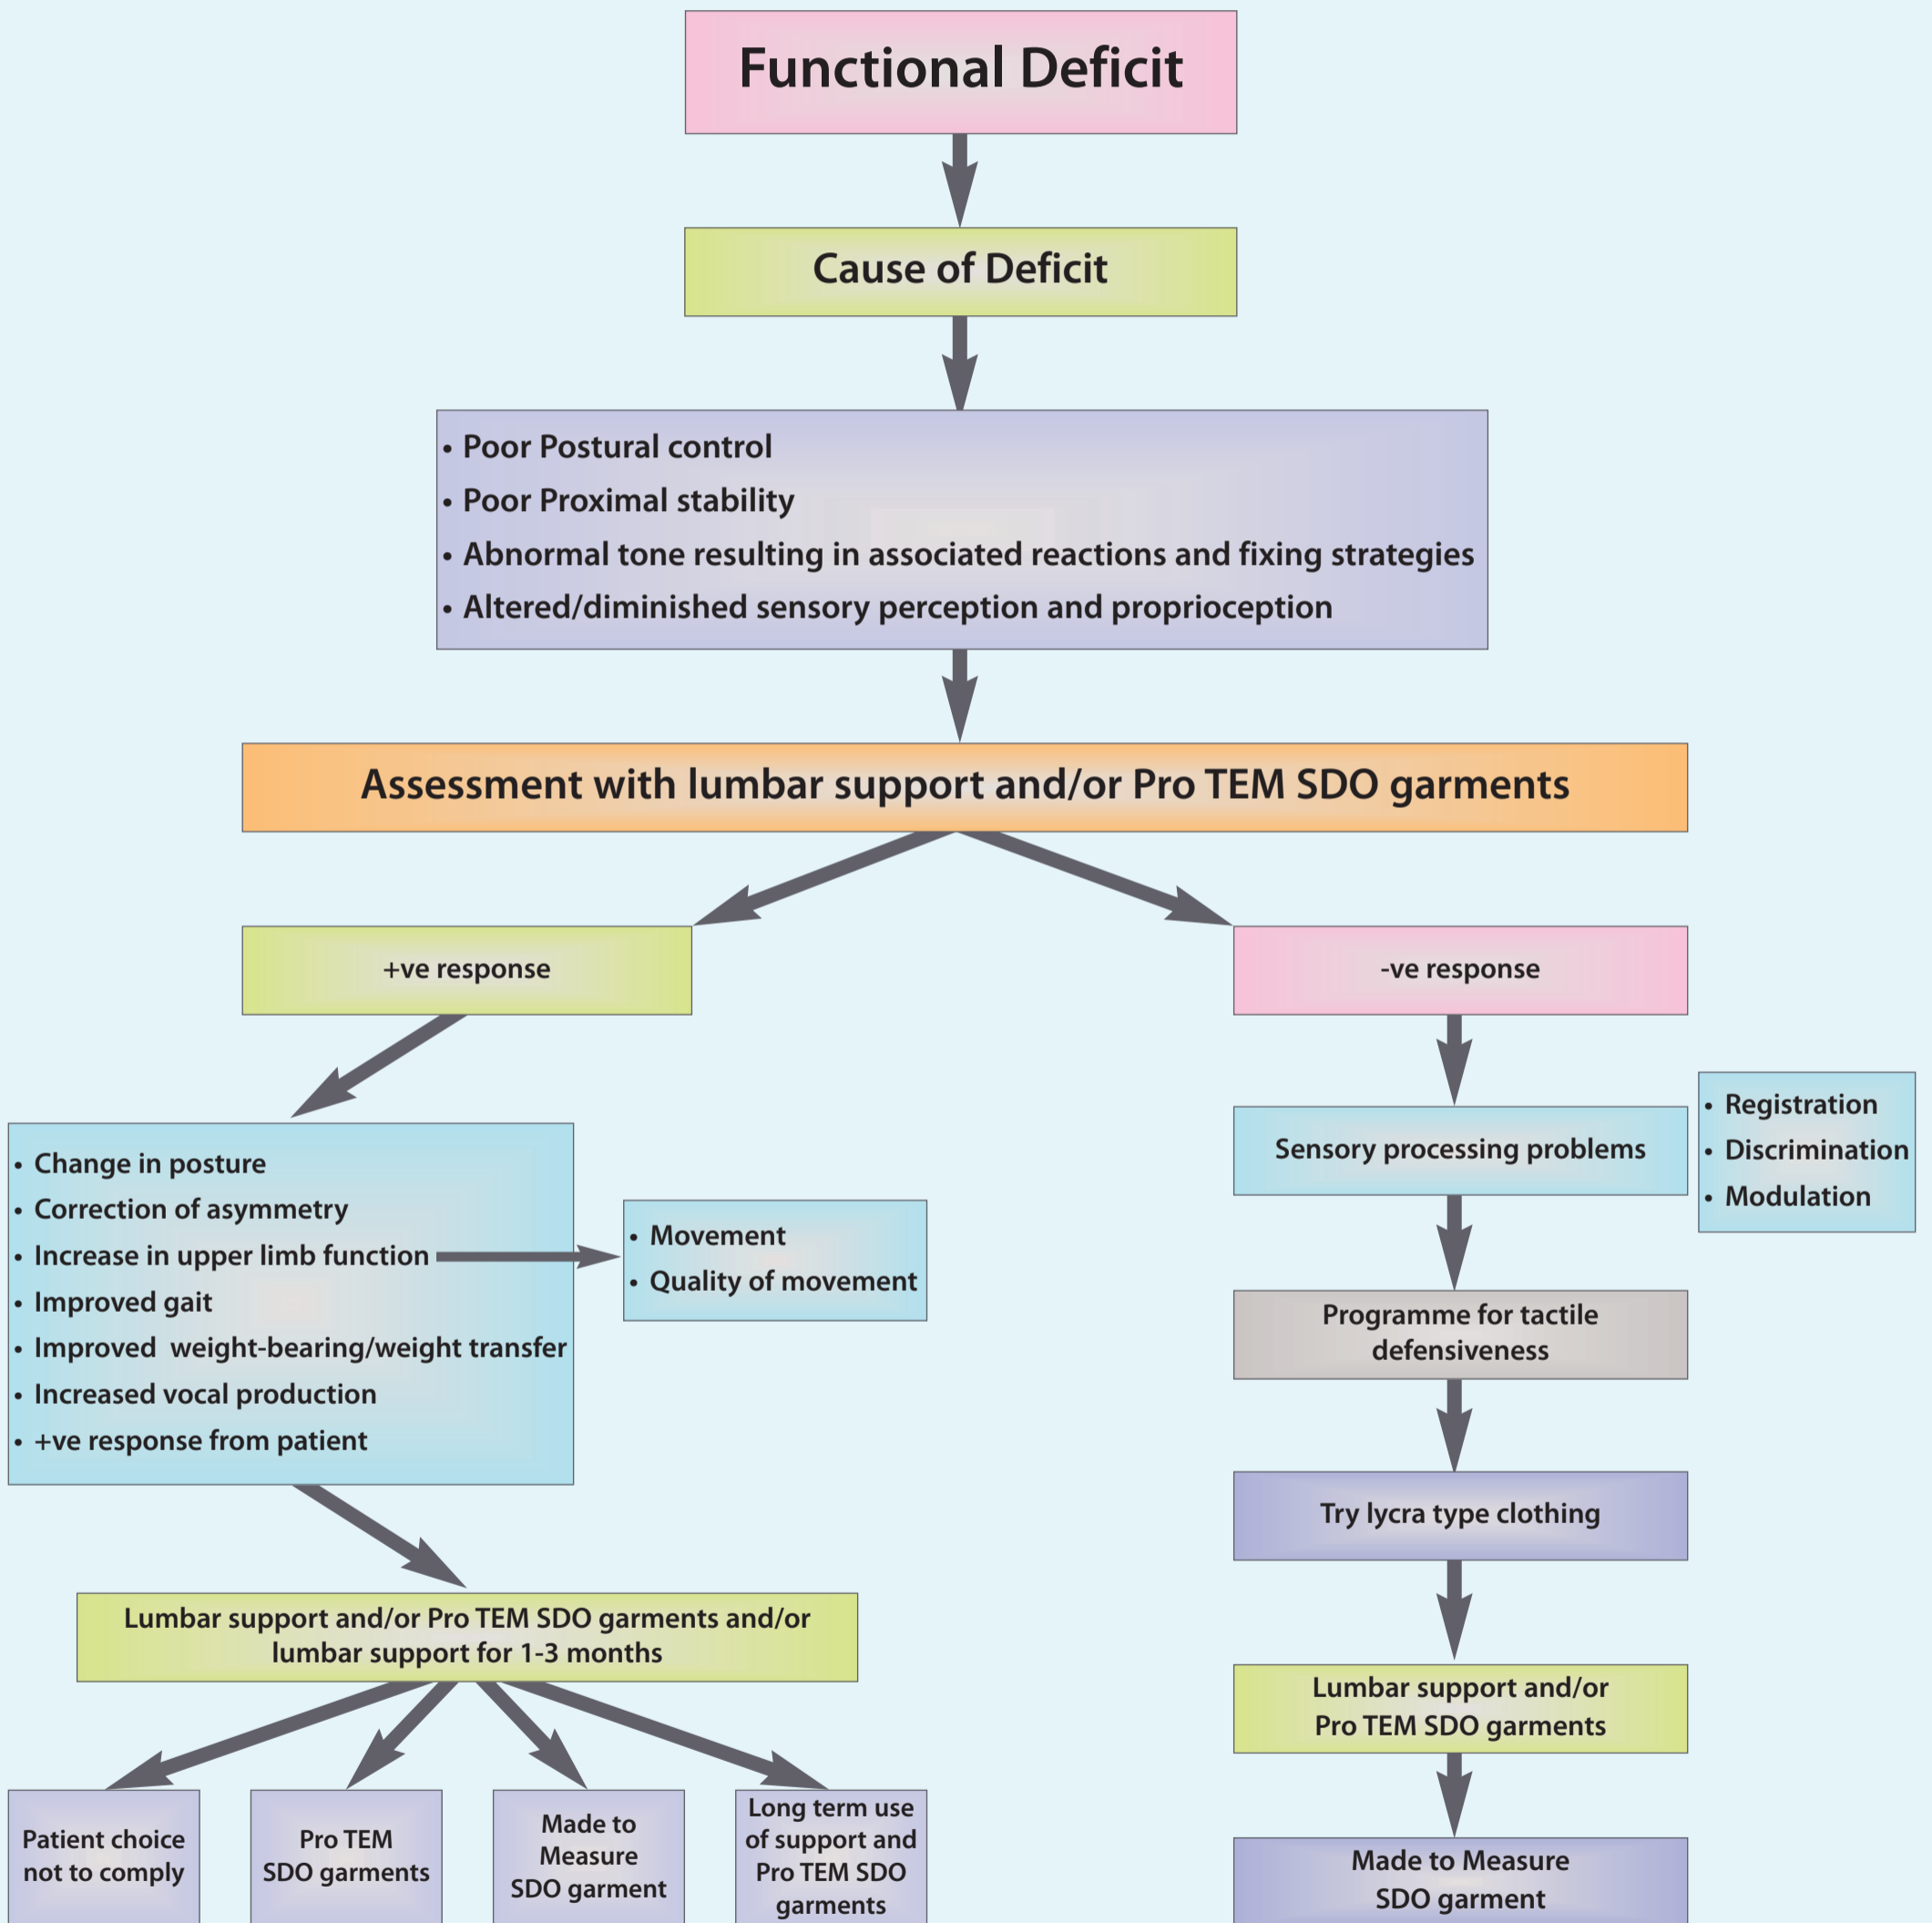 Functional Deficit
Cause of Deficit
• Poor Postural control
• Poor Proximal stability
• Abnormal tone resulting in associated reactions and fixing strategies
• Altered/diminished sensory perception and proprioception
Assessment with lumbar support and/or Pro TEM SDO garments
+ve response
-ve response
• Change in posture
• Correction of asymmetry
• Increase in upper limb function
• Improved gait
• Improved  weight-bearing/weight transfer
• Increased vocal production
• +ve response from patient
• Movement
• Quality of movement
Sensory processing problems
• Registration
• Discrimination
• Modulation
Programme for tactile
defensiveness
Try lycra type clothing
Lumbar support and/or Pro TEM SDO garments and/or
lumbar support for 1-3 months
Lumbar support and/or
Pro TEM SDO garments
Patient choice
not to comply
Pro TEM
SDO garments
Made to
Measure
SDO garment
Long term use
of support and
Pro TEM SDO
garments
Made to Measure
SDO garment